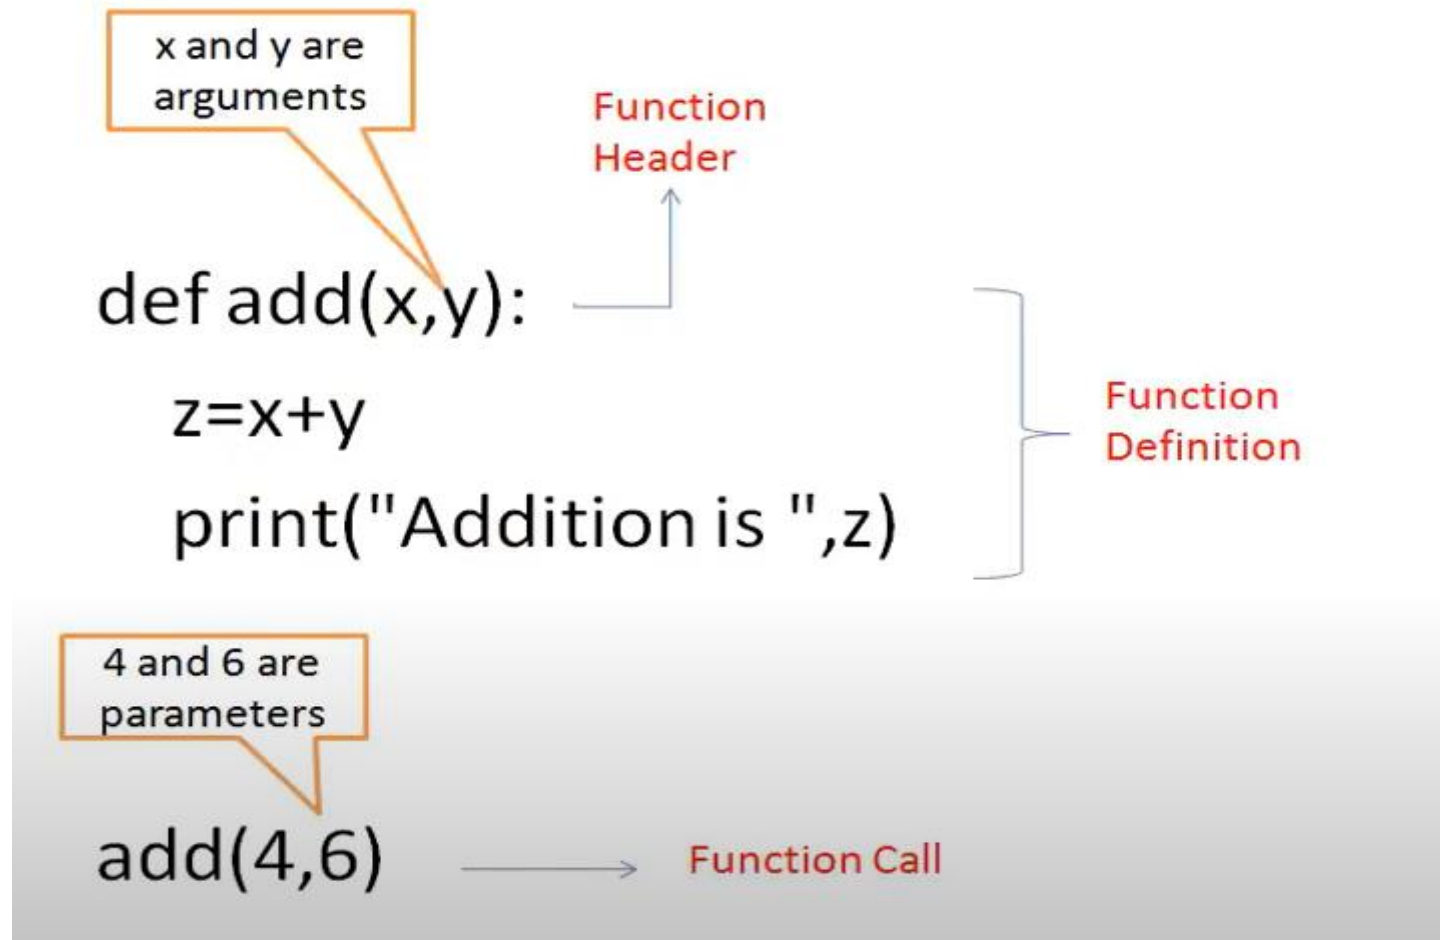 x and y are
arguments
Function
Header
def add(x,y):
z=x+y
print("Addition is ",z)
Function
Definition
4 and 6 are
parameters
add(4,6)
Function Call